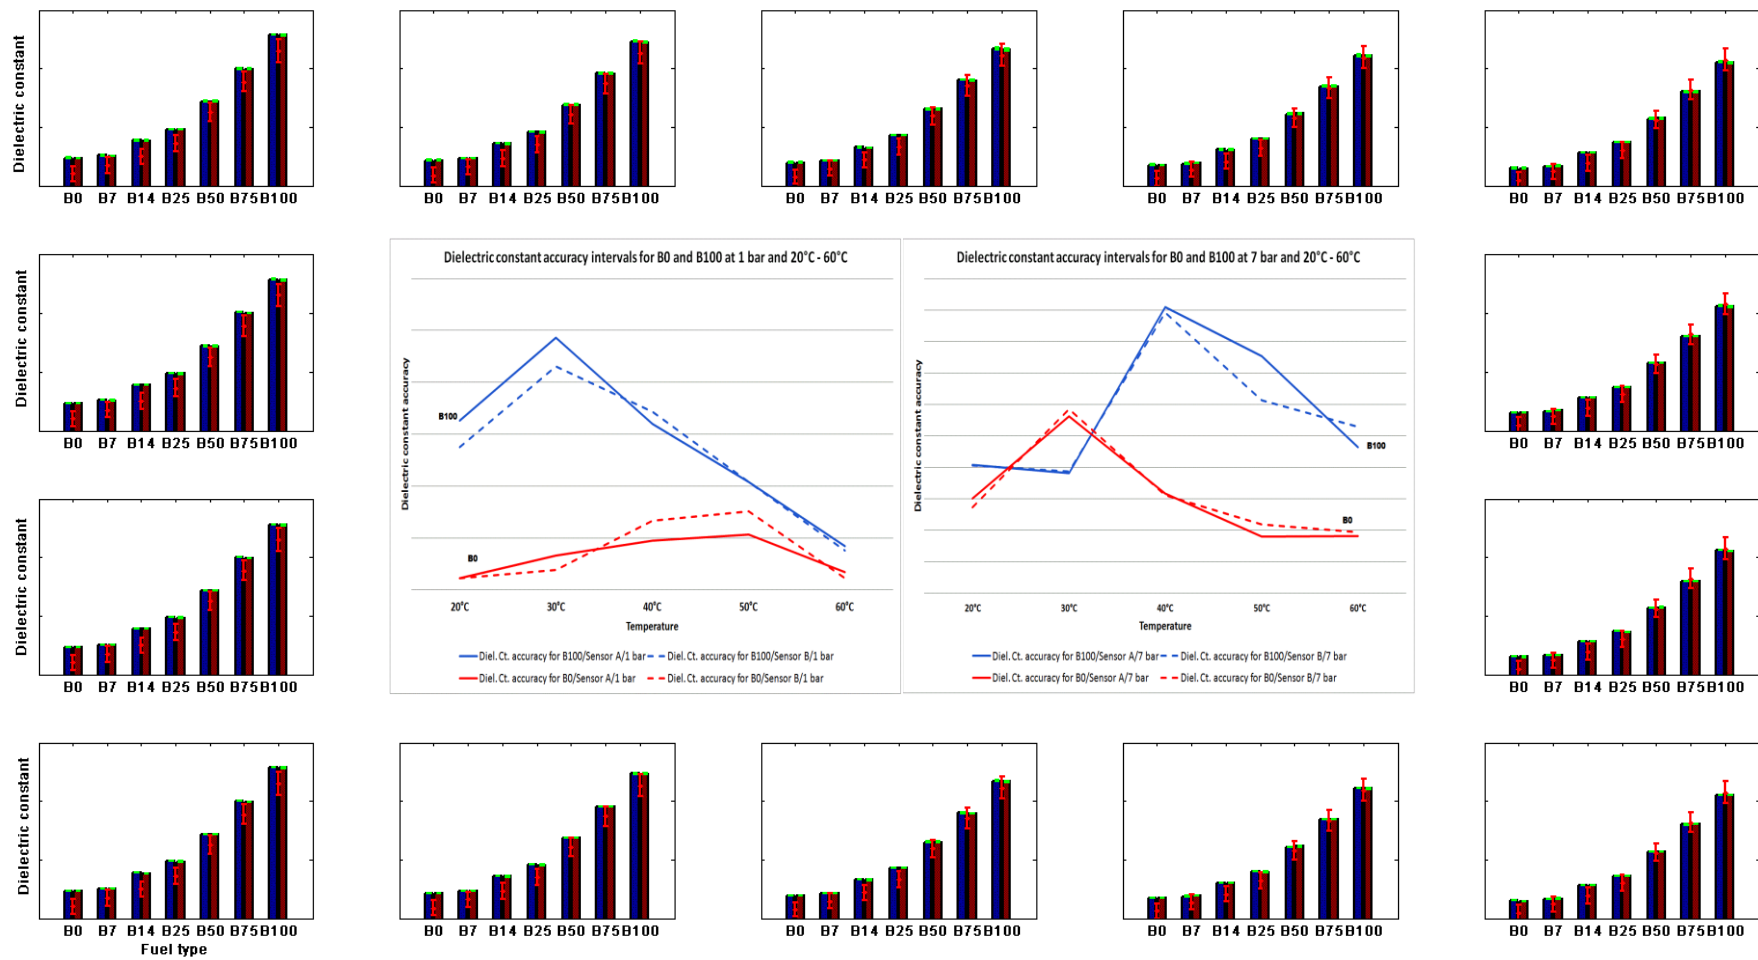 Dielectric constant
B0 B7 B14 B25 B50 B75 B100
B0 B7 B14 B25 B50 B75 B100
B0 B7 B14 B25 B50 B75 B100
B0 B7 B14 B25 B50 B75 B100
B0 B7 B14 B25 B50 B75 B100
Dielectric constant
B0 B7 B14 B25 B50 B75 B100
Dielectric constant accuracy intervals for B0 and B100 at 1 bar and 20°C - 60°C
Dielectric constant accuracy
B100
B0
20°C 30°C 40°C 50°C 60°C
Temperature
Diel. Ct. accuracy for B100/Sensor A/1 bar
Diel. Ct. accuracy for B100/Sensor B/1 bar
Diel. Ct. accuracy for B0/Sensor A/1 bar
Diel. Ct. accuracy for B0/Sensor B/1 bar
Dielectric constant accuracy intervals for B0 and B100 at 7 bar and 20°C - 60°C
Dielectric constant accuracy
B100
B0
20°C 30°C 40°C 50°C 60°C
Temperature
Diel. Ct. accuracy for B100/Sensor A/7 bar
Diel. Ct. accuracy for B100/Sensor B/7 bar
Diel. Ct. accuracy for B0/Sensor A/7 bar
Diel. Ct. accuracy for B0/Sensor B/7 bar
B0 B7 B14 B25 B50 B75 B100
Dielectric constant
B0 B7 B14 B25 B50 B75 B100
B0 B7 B14 B25 B50 B75 B100
Dielectric constant
B0 B7 B14 B25 B50 B75 B100
Fuel type
B0 B7 B14 B25 B50 B75 B100
B0 B7 B14 B25 B50 B75 B100
B0 B7 B14 B25 B50 B75 B100
B0 B7 B14 B25 B50 B75 B100